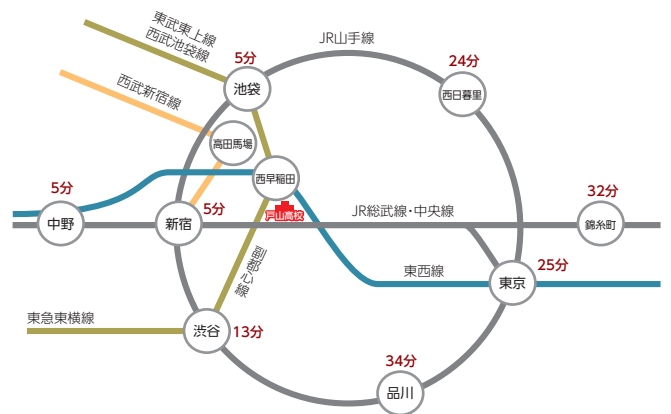 東武東上線
西武池袋線
JR山手線
5分
24分
池袋
西武新宿線
西日暮里
高田馬場
西早稲田
5分
戸山高校
32分
中野
新宿
5分
JR総武線・中央線
錦糸町
副都心線
25分
東西線
東京
東急東横線
渋谷
13分
34分
品川